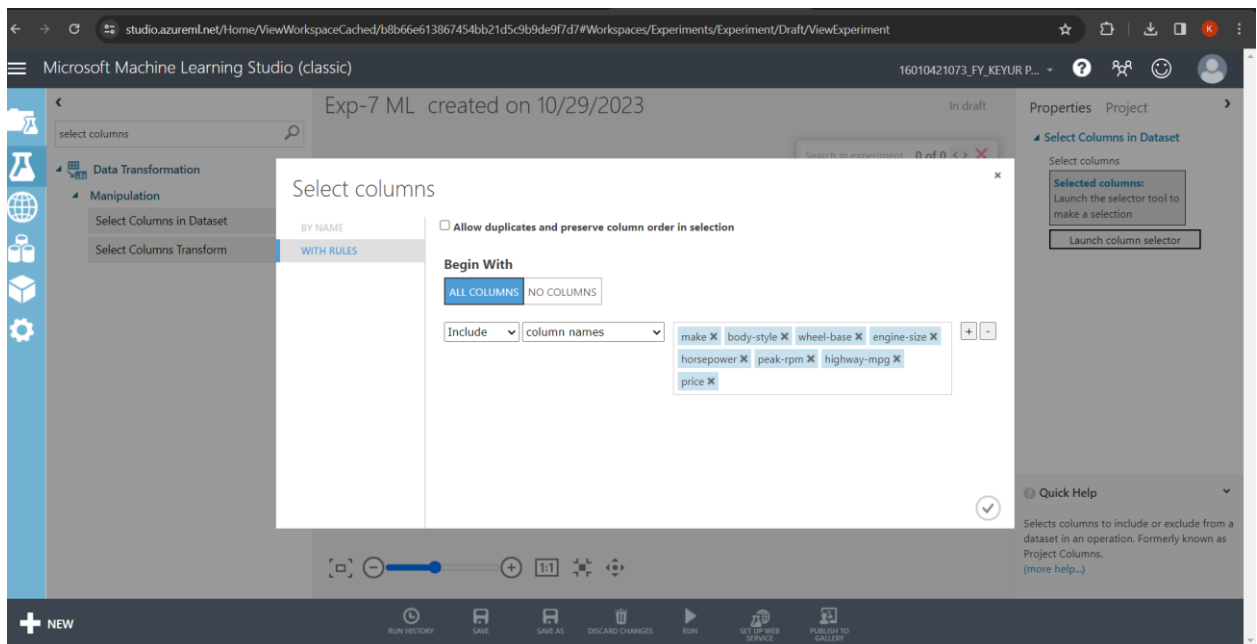 studio.azureml.net/Home/ViewWorkspaceCached/b8b66e613867454bb21d5c9b9de9f7d7#Workspaces/Experiments/Experiment/Draft/ViewExperiment
K
Microsoft Machine Learning Studio (classic)
16010421073_FY_KEYUR P...
?
select columns
Data Transformation
Manipulation
Select Columns in Dataset
Select Columns Transform
Exp-7 ML created on 10/29/2023
In draft
Search in experiment 0 of 0
Select columns
BY NAME
WITH RULES
Allow duplicates and preserve column order in selection
Begin With
ALL COLUMNS NO COLUMNS
Include column names
make body-style wheel-base engine-size
horsepower peak-rpm highway-mpg
price
+ -
Properties Project
Select Columns in Dataset
Select columns
Selected columns:
Launch the selector tool to
make a selection
Launch column selector
Quick Help
Selects columns to include or exclude from a
dataset in an operation. Formerly known as
Project Columns.
(more help...)
1:1
NEW
RUN HISTORY
SAVE
SAVE AS
DISCARD CHANGES
RUN
SET UP WEB
SERVICE
PUBLISH TO
GALLERY